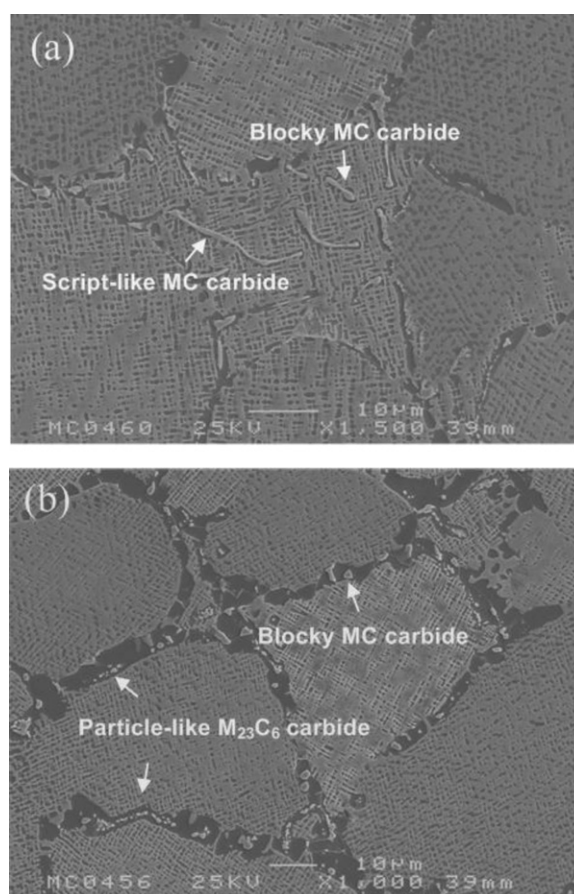 (a)
Blocky MC carbide
Script-like MC carbide
10µm
MC0460 25KV X1,500 39mm
(b)
Blocky MC carbide
Particle-like M₂₃C₆ carbide
10µm
MC0456 25KV X1,000 39mm